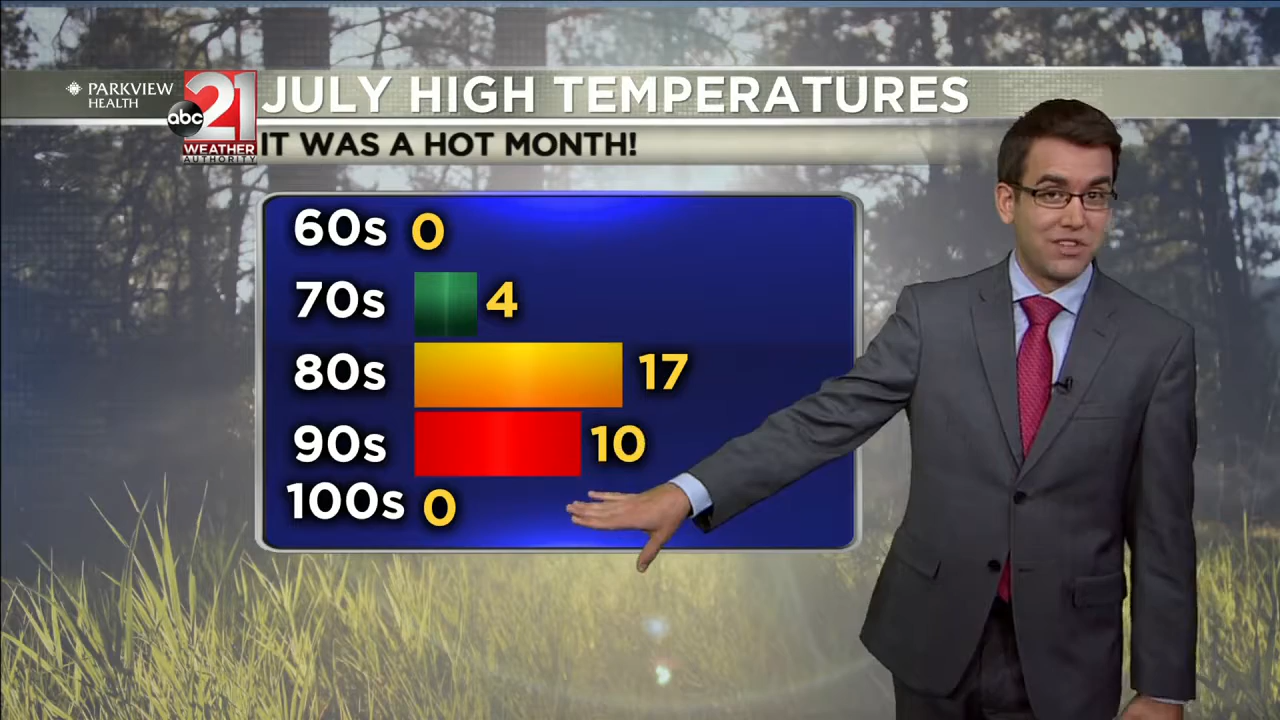 PARKVIEW
HEALTH
abc
21
WEATHER
AUTHORITY
JULY HIGH TEMPERATURES
IT WAS A HOT MONTH!
60s 0
70s 4
80s 17
90s 10
100s 0